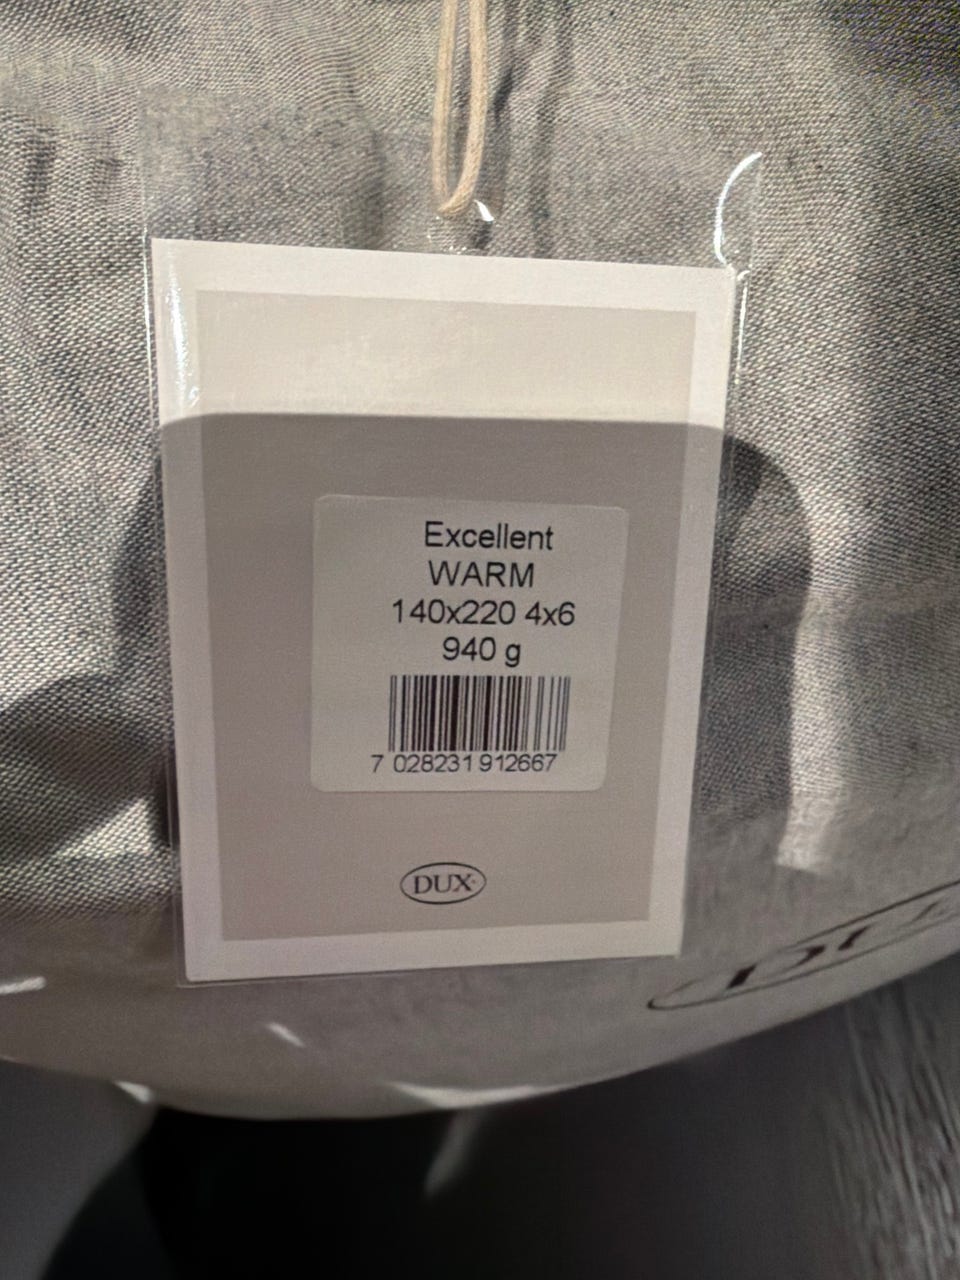 Excellent
WARM
140x220 4x6
940 g
7 028231 912667
DUX